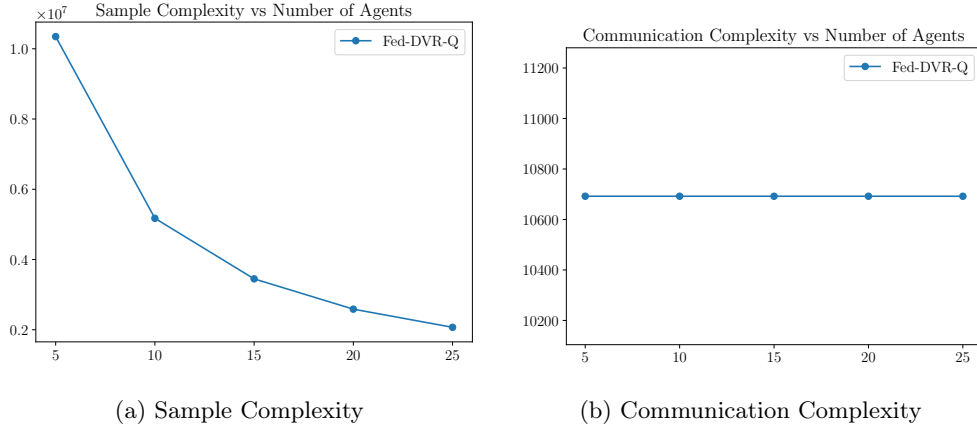 Sample Complexity vs Number of Agents
×10⁷
Fed-DVR-Q
1.0
0.8
0.6
0.4
0.2
5 10 15 20 25
(a) Sample Complexity
Communication Complexity vs Number of Agents
Fed-DVR-Q
11200
11000
10800
10600
10400
10200
5 10 15 20 25
(b) Communication Complexity